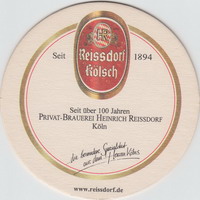 Reissdorf
Kölsch
Seit 1894
Seit über 100 Jahren
PRIVAT-BRAUEREI HEINRICH REISSDORF
Köln
www.reissdorf.de